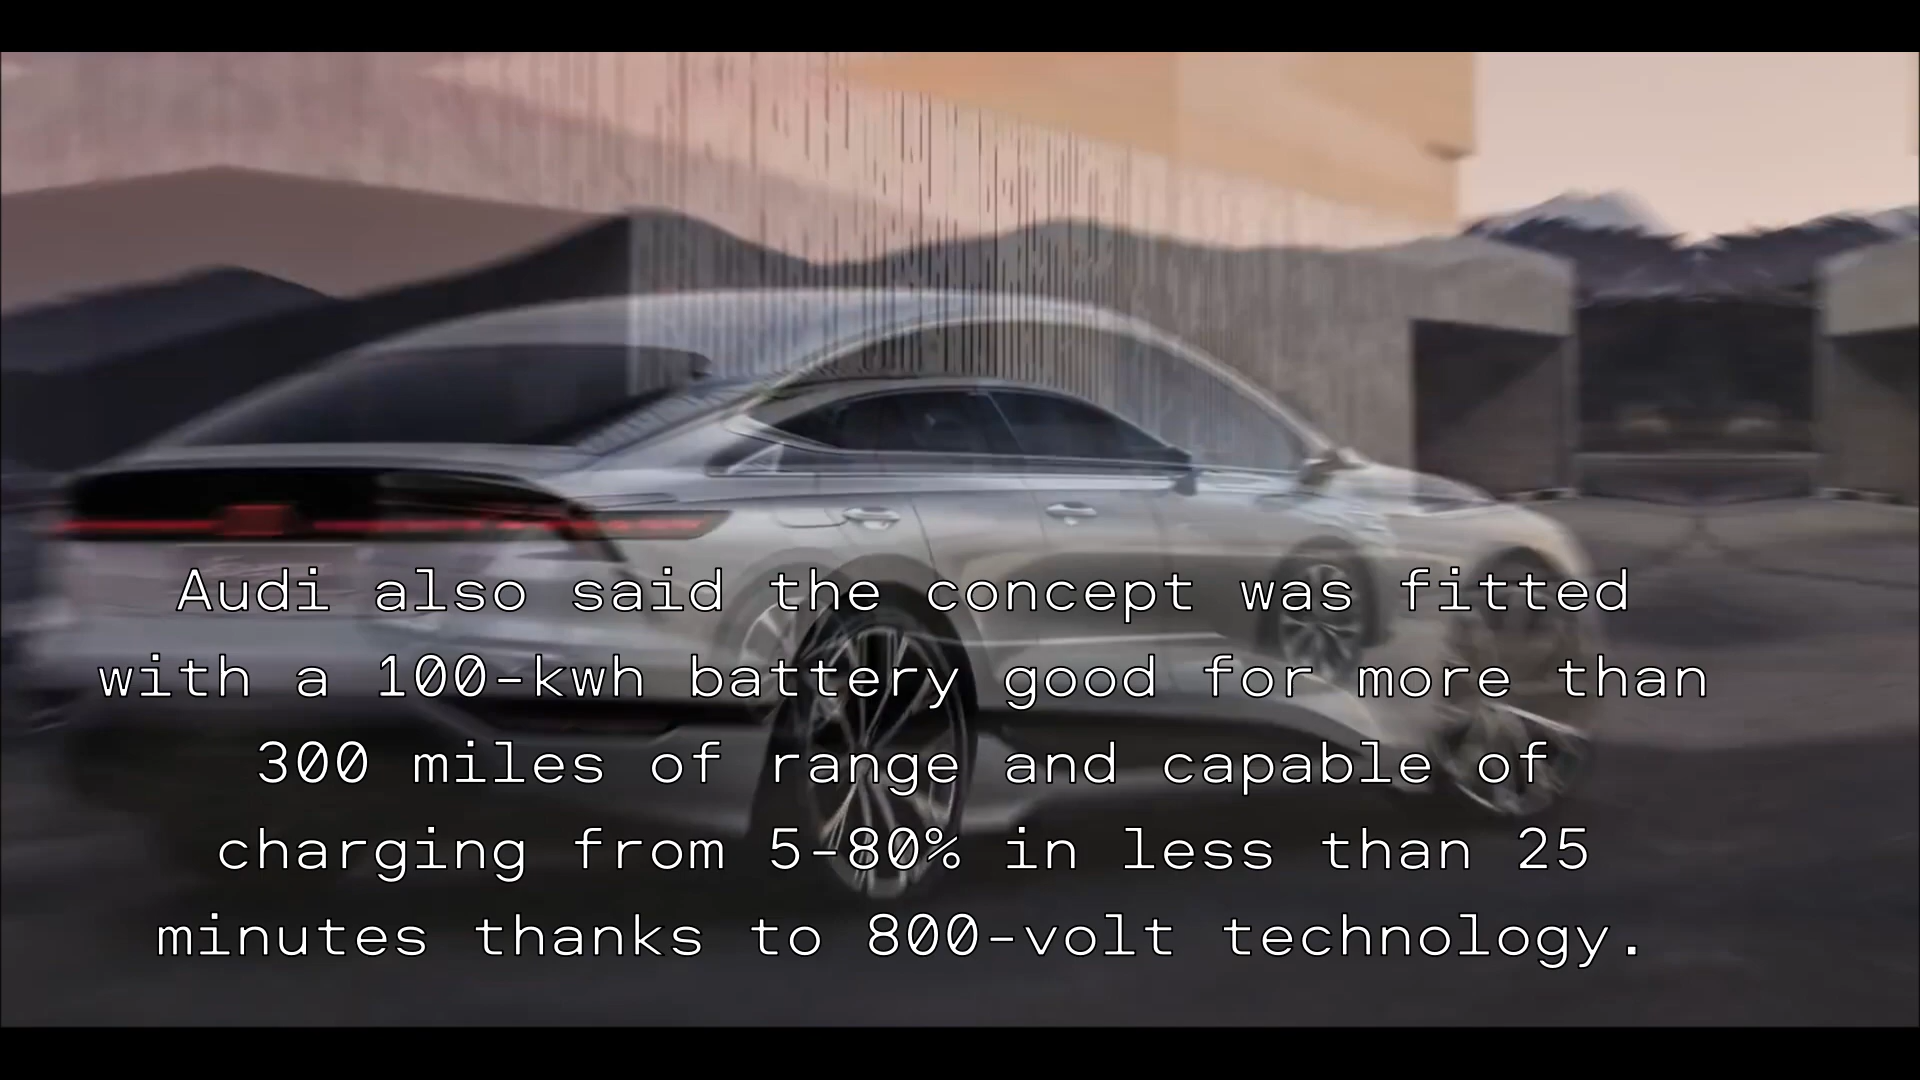 Audi also said the concept was fitted
with a 100-kwh battery good for more than
300 miles of range and capable of
charging from 5-80% in less than 25
minutes thanks to 800-volt technology.